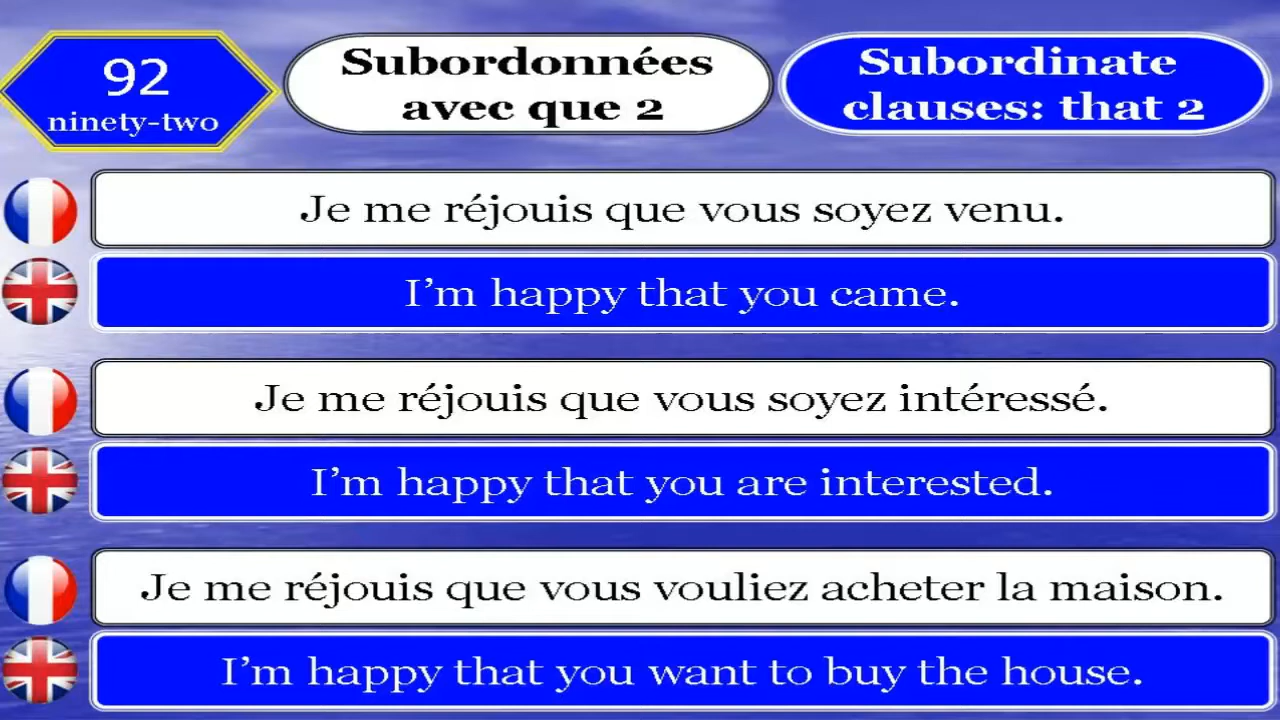 92
ninety-two
Subordonnées
avec que 2
Subordinate
clauses: that 2
Je me réjouis que vous soyez venu.
I’m happy that you came.
Je me réjouis que vous soyez intéressé.
I’m happy that you are interested.
Je me réjouis que vous vouliez acheter la maison.
I’m happy that you want to buy the house.